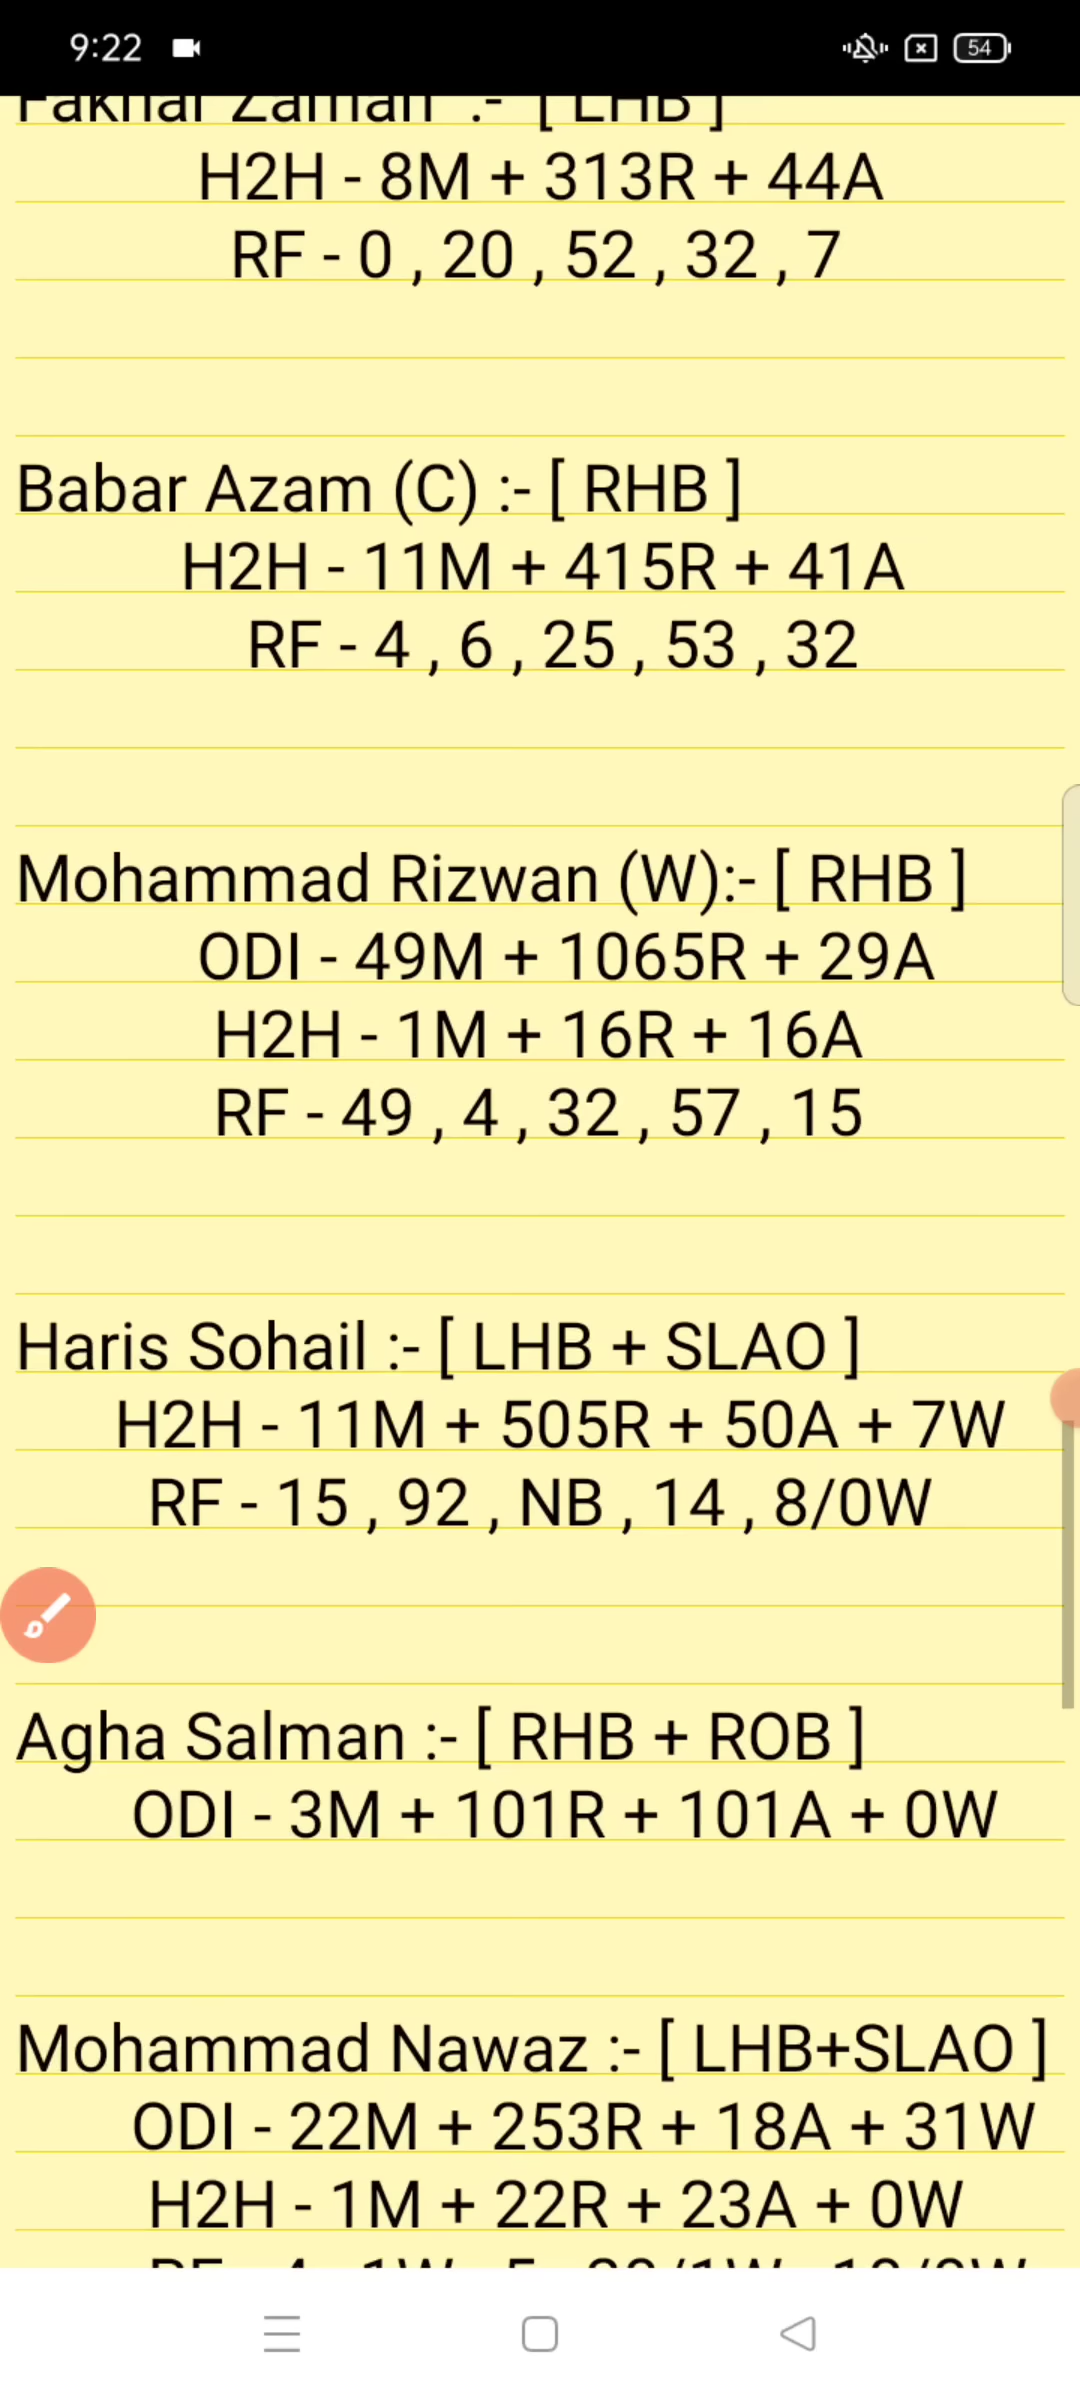 9:22
54
Fakhar Zaman :- [ LHB ]
H2H - 8M + 313R + 44A
RF - 0 , 20 , 52 , 32 , 7
Babar Azam (C) :- [ RHB ]
H2H - 11M + 415R + 41A
RF - 4 , 6 , 25 , 53 , 32
Mohammad Rizwan (W):- [ RHB ]
ODI - 49M + 1065R + 29A
H2H - 1M + 16R + 16A
RF - 49 , 4 , 32 , 57 , 15
Haris Sohail :- [ LHB + SLAO ]
H2H - 11M + 505R + 50A + 7W
RF - 15 , 92 , NB , 14 , 8/0W
Agha Salman :- [ RHB + ROB ]
ODI - 3M + 101R + 101A + 0W
Mohammad Nawaz :- [ LHB+SLAO ]
ODI - 22M + 253R + 18A + 31W
H2H - 1M + 22R + 23A + 0W